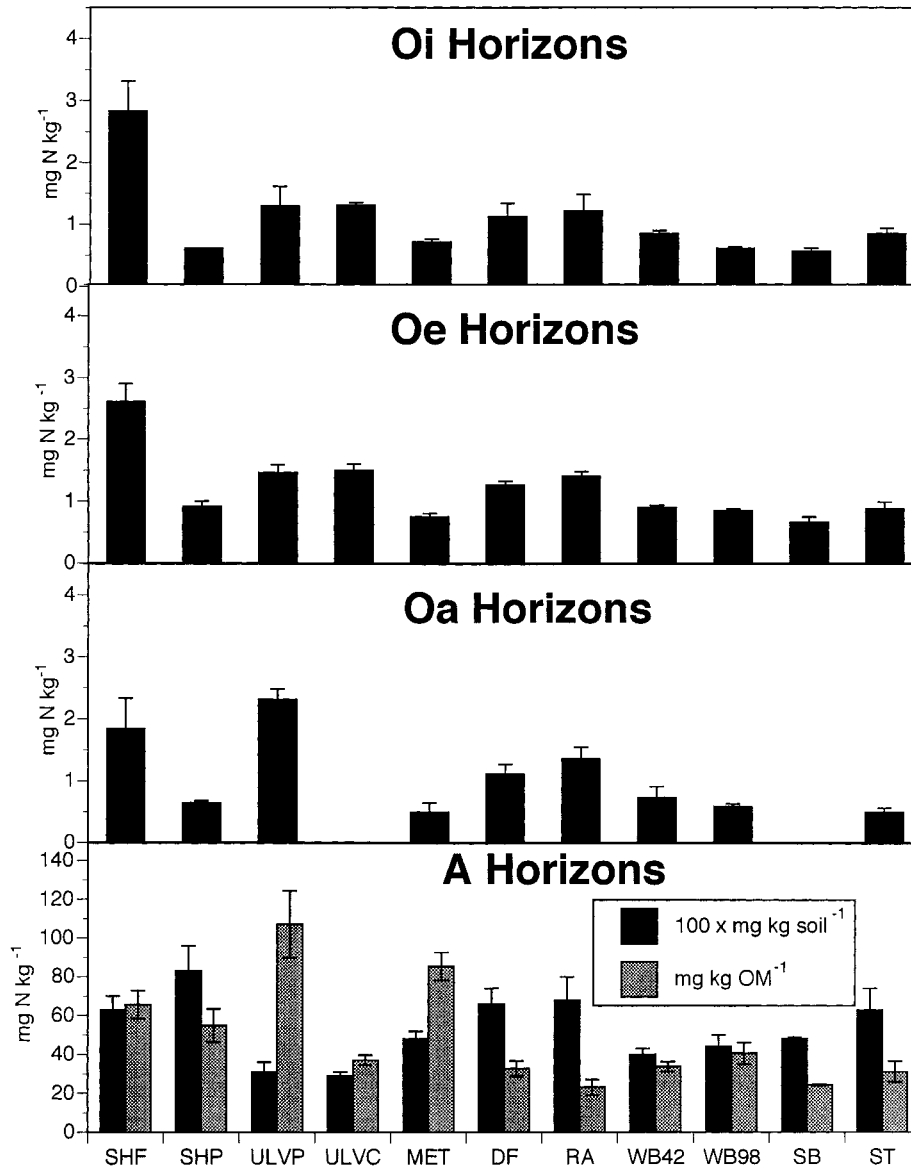 Oi Horizons
4
3
2
1
0
mg N kg⁻¹
Oe Horizons
4
3
2
1
0
mg N kg⁻¹
Oa Horizons
4
3
2
1
0
mg N kg⁻¹
A Horizons
140
120
100
80
60
40
20
0
mg N kg⁻¹
100 x mg kg soil⁻¹
mg kg OM⁻¹
SHF SHP ULVP ULVC MET DF RA WB42 WB98 SB ST